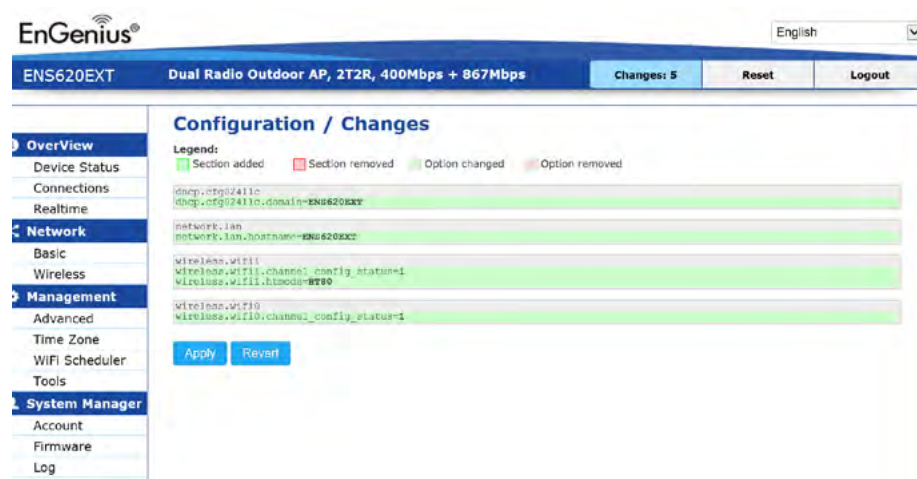 EnGenius®
English
ENS620EXT
Dual Radio Outdoor AP, 2T2R, 400Mbps + 867Mbps
Changes: 5
Reset
Logout
Configuration / Changes
Legend:
Section added
Section removed
Option changed
Option removed
OverView
Device Status
Connections
Realtime
Network
Basic
Wireless
Management
Advanced
Time Zone
WiFi Scheduler
Tools
System Manager
Account
Firmware
Log
dhcp.cfg02411c
dhcp.cfg02411c.domain=ENS620EXT
network.lan
network.lan.hostname=ENS620EXT
wireless.wifi1
wireless.wifi1.channel_config_status=1
wireless.wifi1.htmode=HT80
wireless.wifi0
wireless.wifi0.channel_config_status=1
Apply
Revert